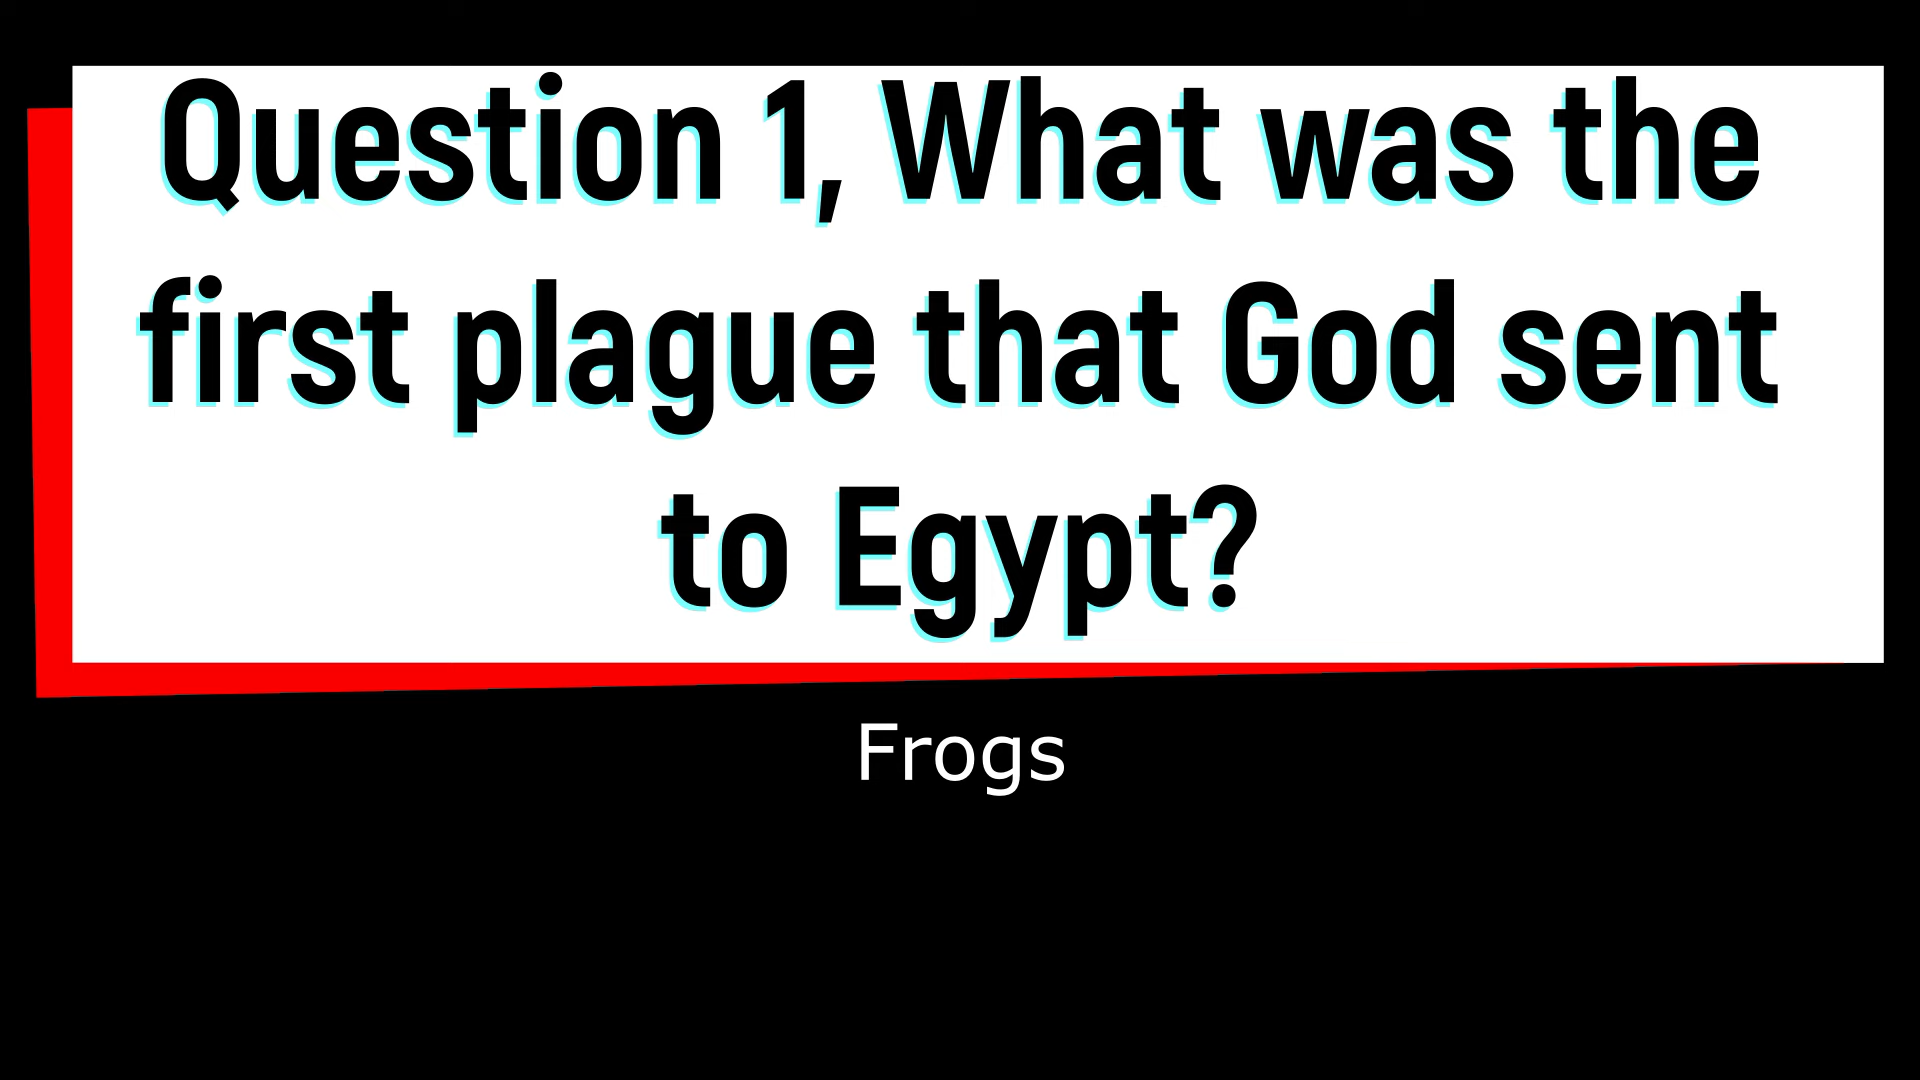 Question 1, What was the
first plague that God sent
to Egypt?
Frogs